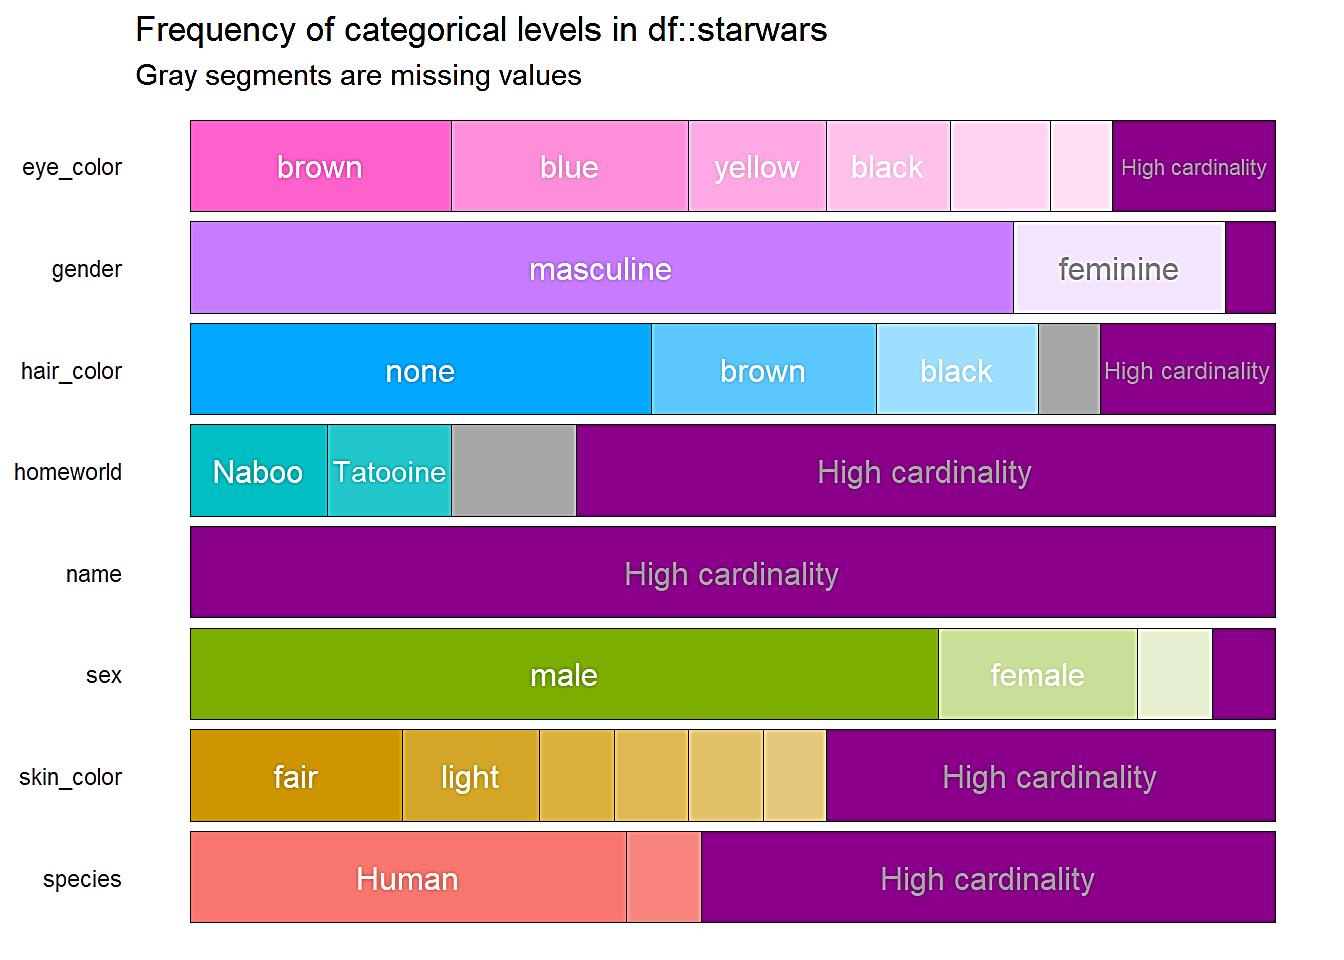 Frequency of categorical levels in df::starwars
Gray segments are missing values
eye_color
brown
blue
yellow
black
High cardinality
gender
masculine
feminine
hair_color
none
brown
black
High cardinality
homeworld
Naboo
Tatooine
High cardinality
name
High cardinality
sex
male
female
skin_color
fair
light
High cardinality
species
Human
High cardinality